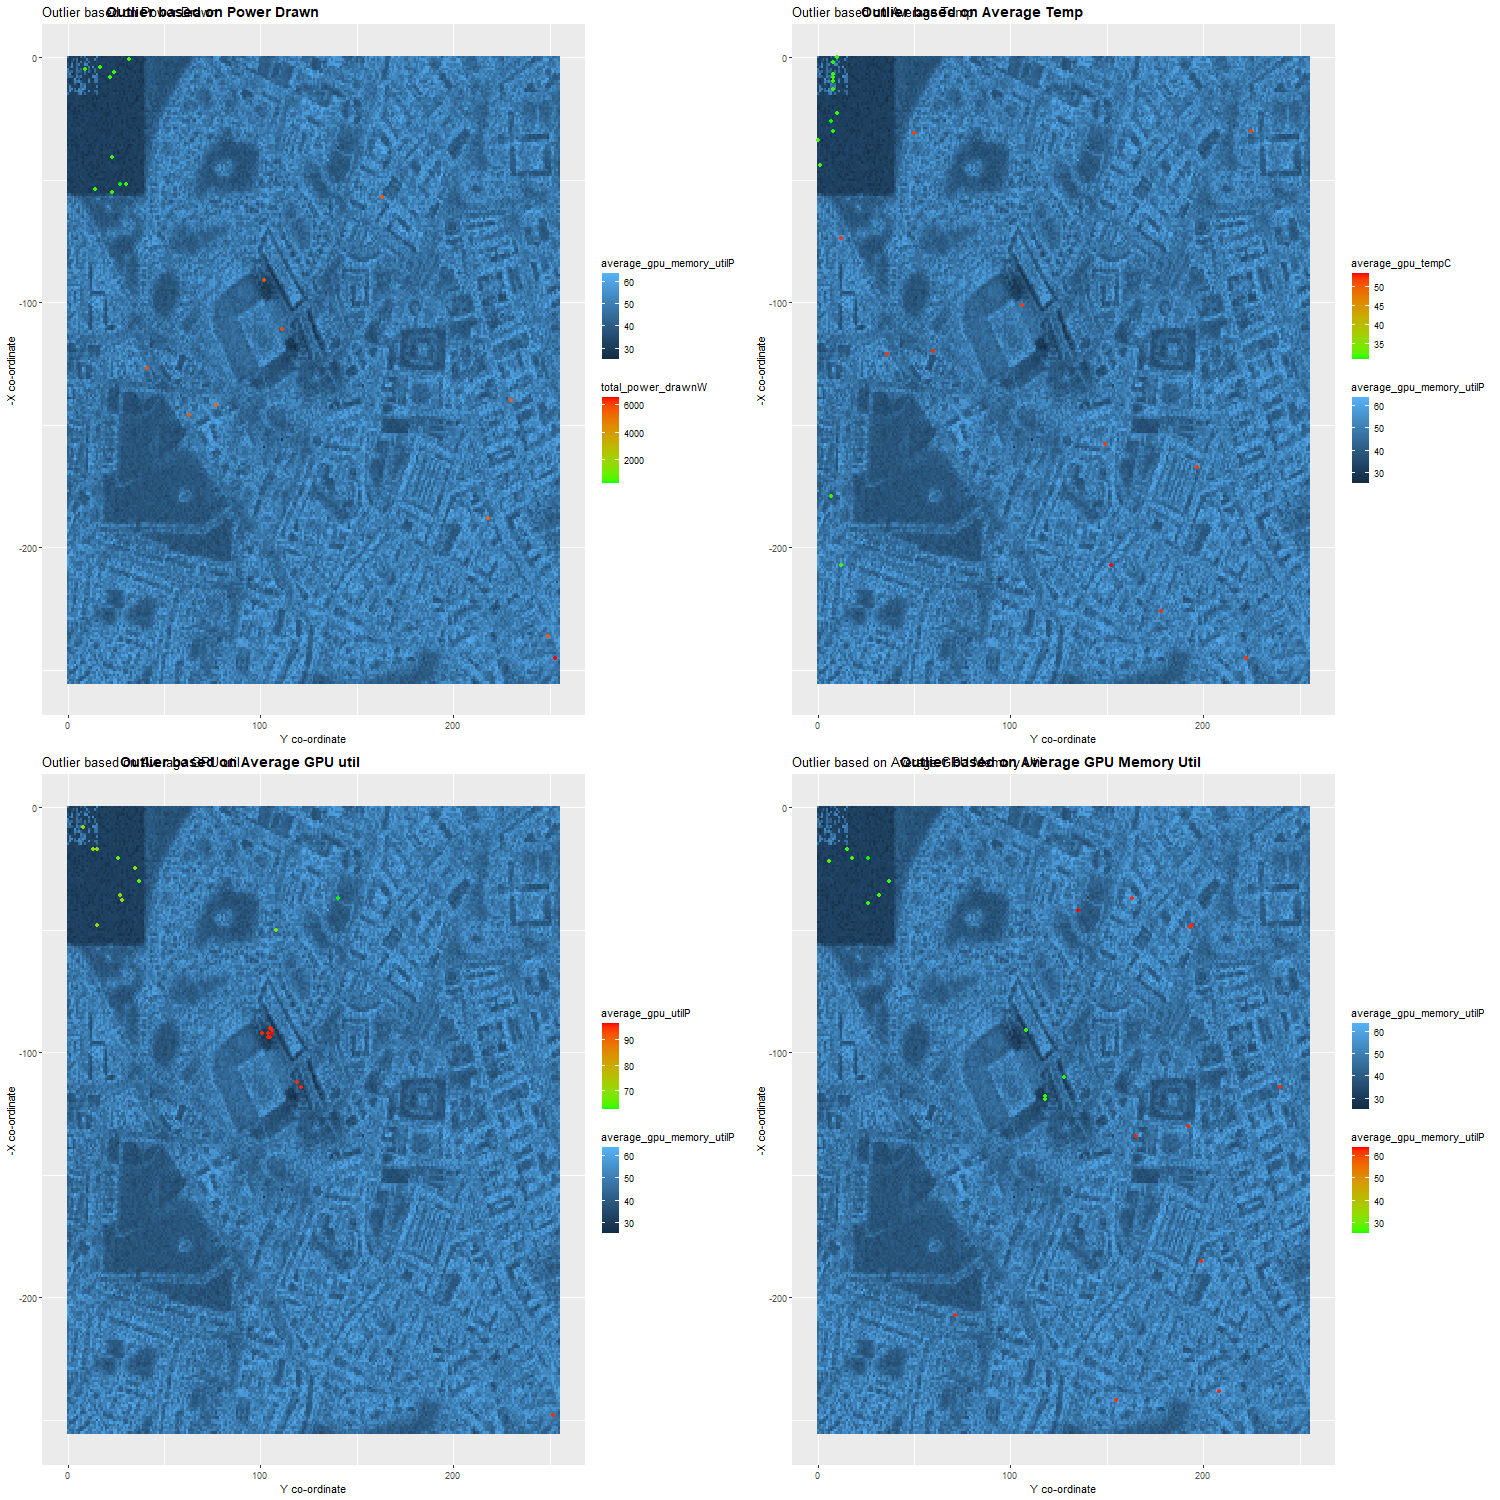 Outlier based on Power Drawn
Outlier based on Power Drawn
0
-100
-200
-X co-ordinate
0
100
200
Y co-ordinate
average_gpu_memory_utilP
60
50
40
30
total_power_drawnW
6000
4000
2000
Outlier based on Average Temp
Outlier based on Average Temp
0
-100
-200
-X co-ordinate
0
100
200
Y co-ordinate
average_gpu_tempC
50
45
40
35
average_gpu_memory_utilP
60
50
40
30
Outlier based on Average GPU util
Outlier based on Average GPU util
0
-100
-200
-X co-ordinate
0
100
200
Y co-ordinate
average_gpu_utilP
90
80
70
average_gpu_memory_utilP
60
50
40
30
Outlier based on Average GPU Memory Util
Outlier based on Average GPU Memory Util
0
-100
-200
-X co-ordinate
0
100
200
Y co-ordinate
average_gpu_memory_utilP
60
50
40
30
average_gpu_memory_utilP
60
50
40
30